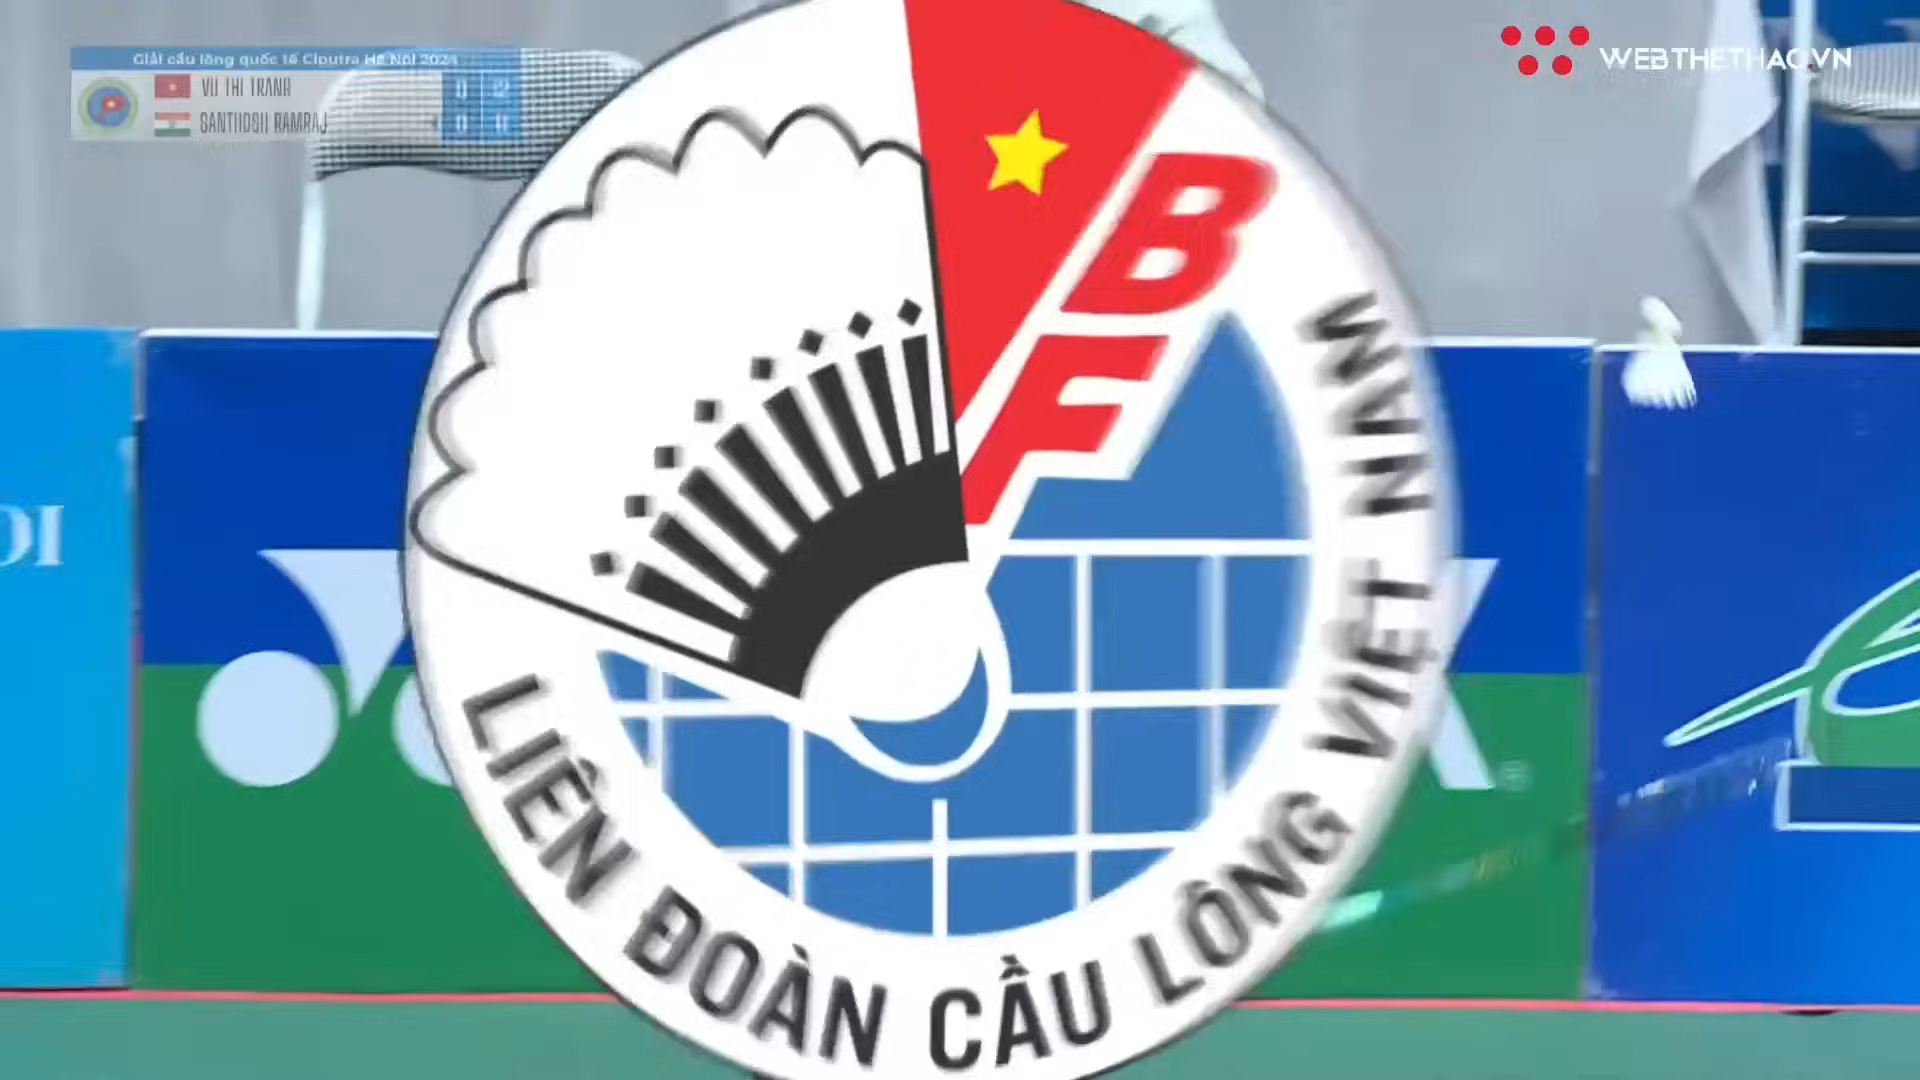 Giải cầu lông quốc tế Ciputra Hà Nội 2024
VU THI TRANG
SANTHOSH RAMRAJ
WEBTHETHAO.VN
BF
LIÊN ĐOÀN CẦU LÔNG VIỆT NAM